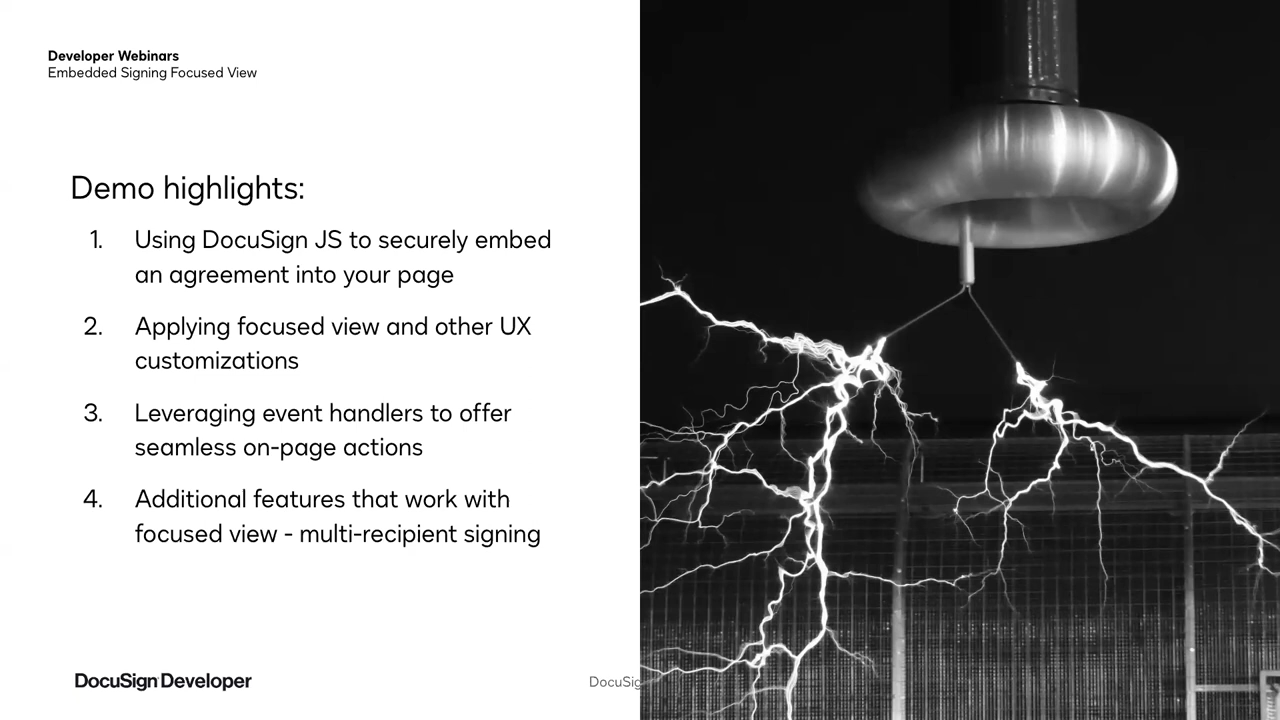 Developer Webinars
Embedded Signing Focused View
Demo highlights:
1. Using DocuSign JS to securely embed
an agreement into your page
2. Applying focused view and other UX
customizations
3. Leveraging event handlers to offer
seamless on-page actions
4. Additional features that work with
focused view - multi-recipient signing
DocuSign Developer
DocuSig